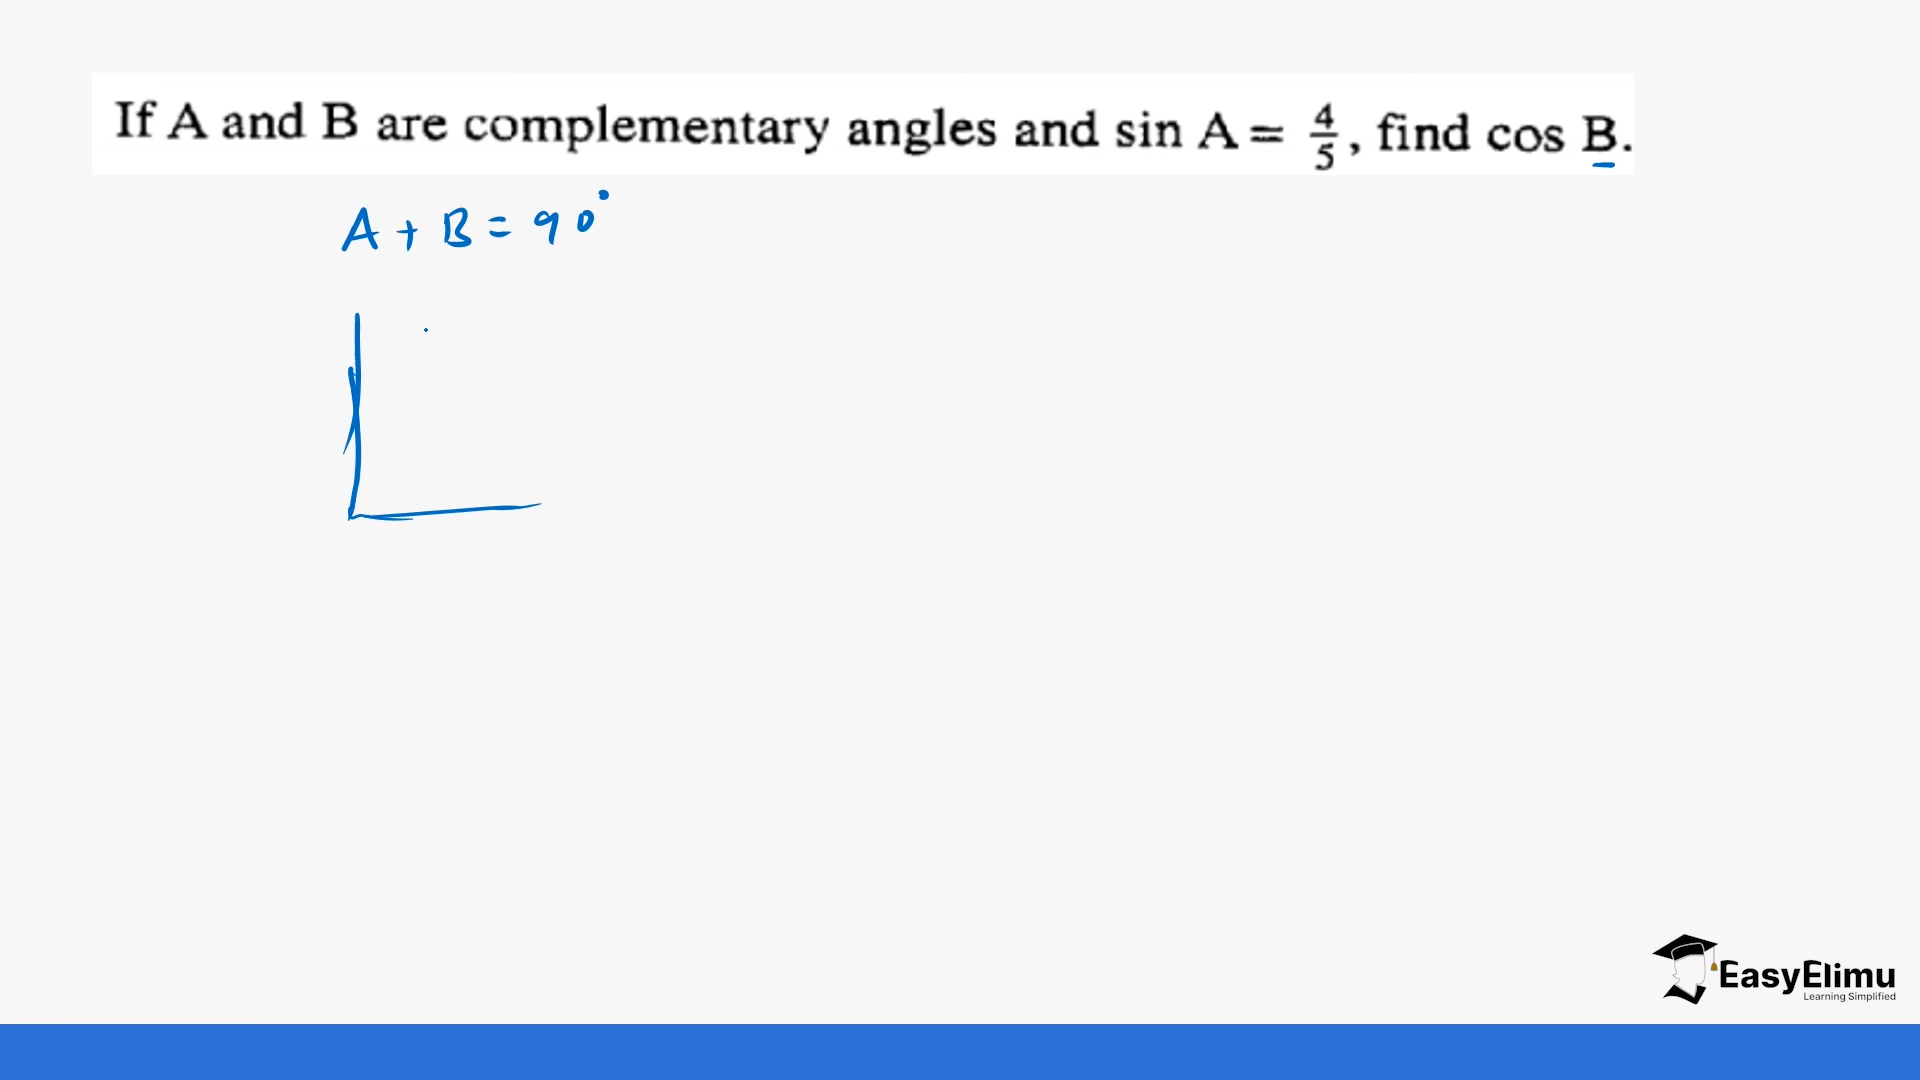 If A and B are complementary angles and sin A = 4/5, find cos B.
A + B = 90°
EasyElimu
Learning Simplified